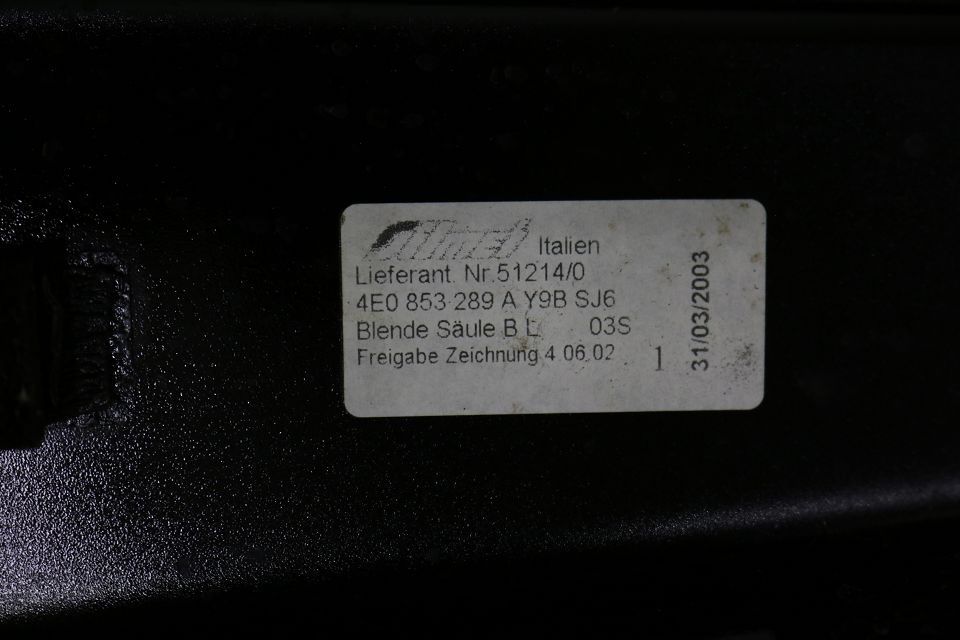 Italien
Lieferant. Nr.51214/0
4E0 853 289 A Y9B SJ6
Blende Säule B L 03S
Freigabe Zeichnung 4.06.02 1
31/03/2003